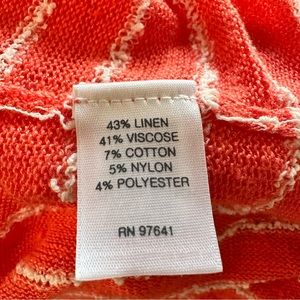 43% LINEN
41% VISCOSE
7% COTTON
5% NYLON
4% POLYESTER
RN 97641